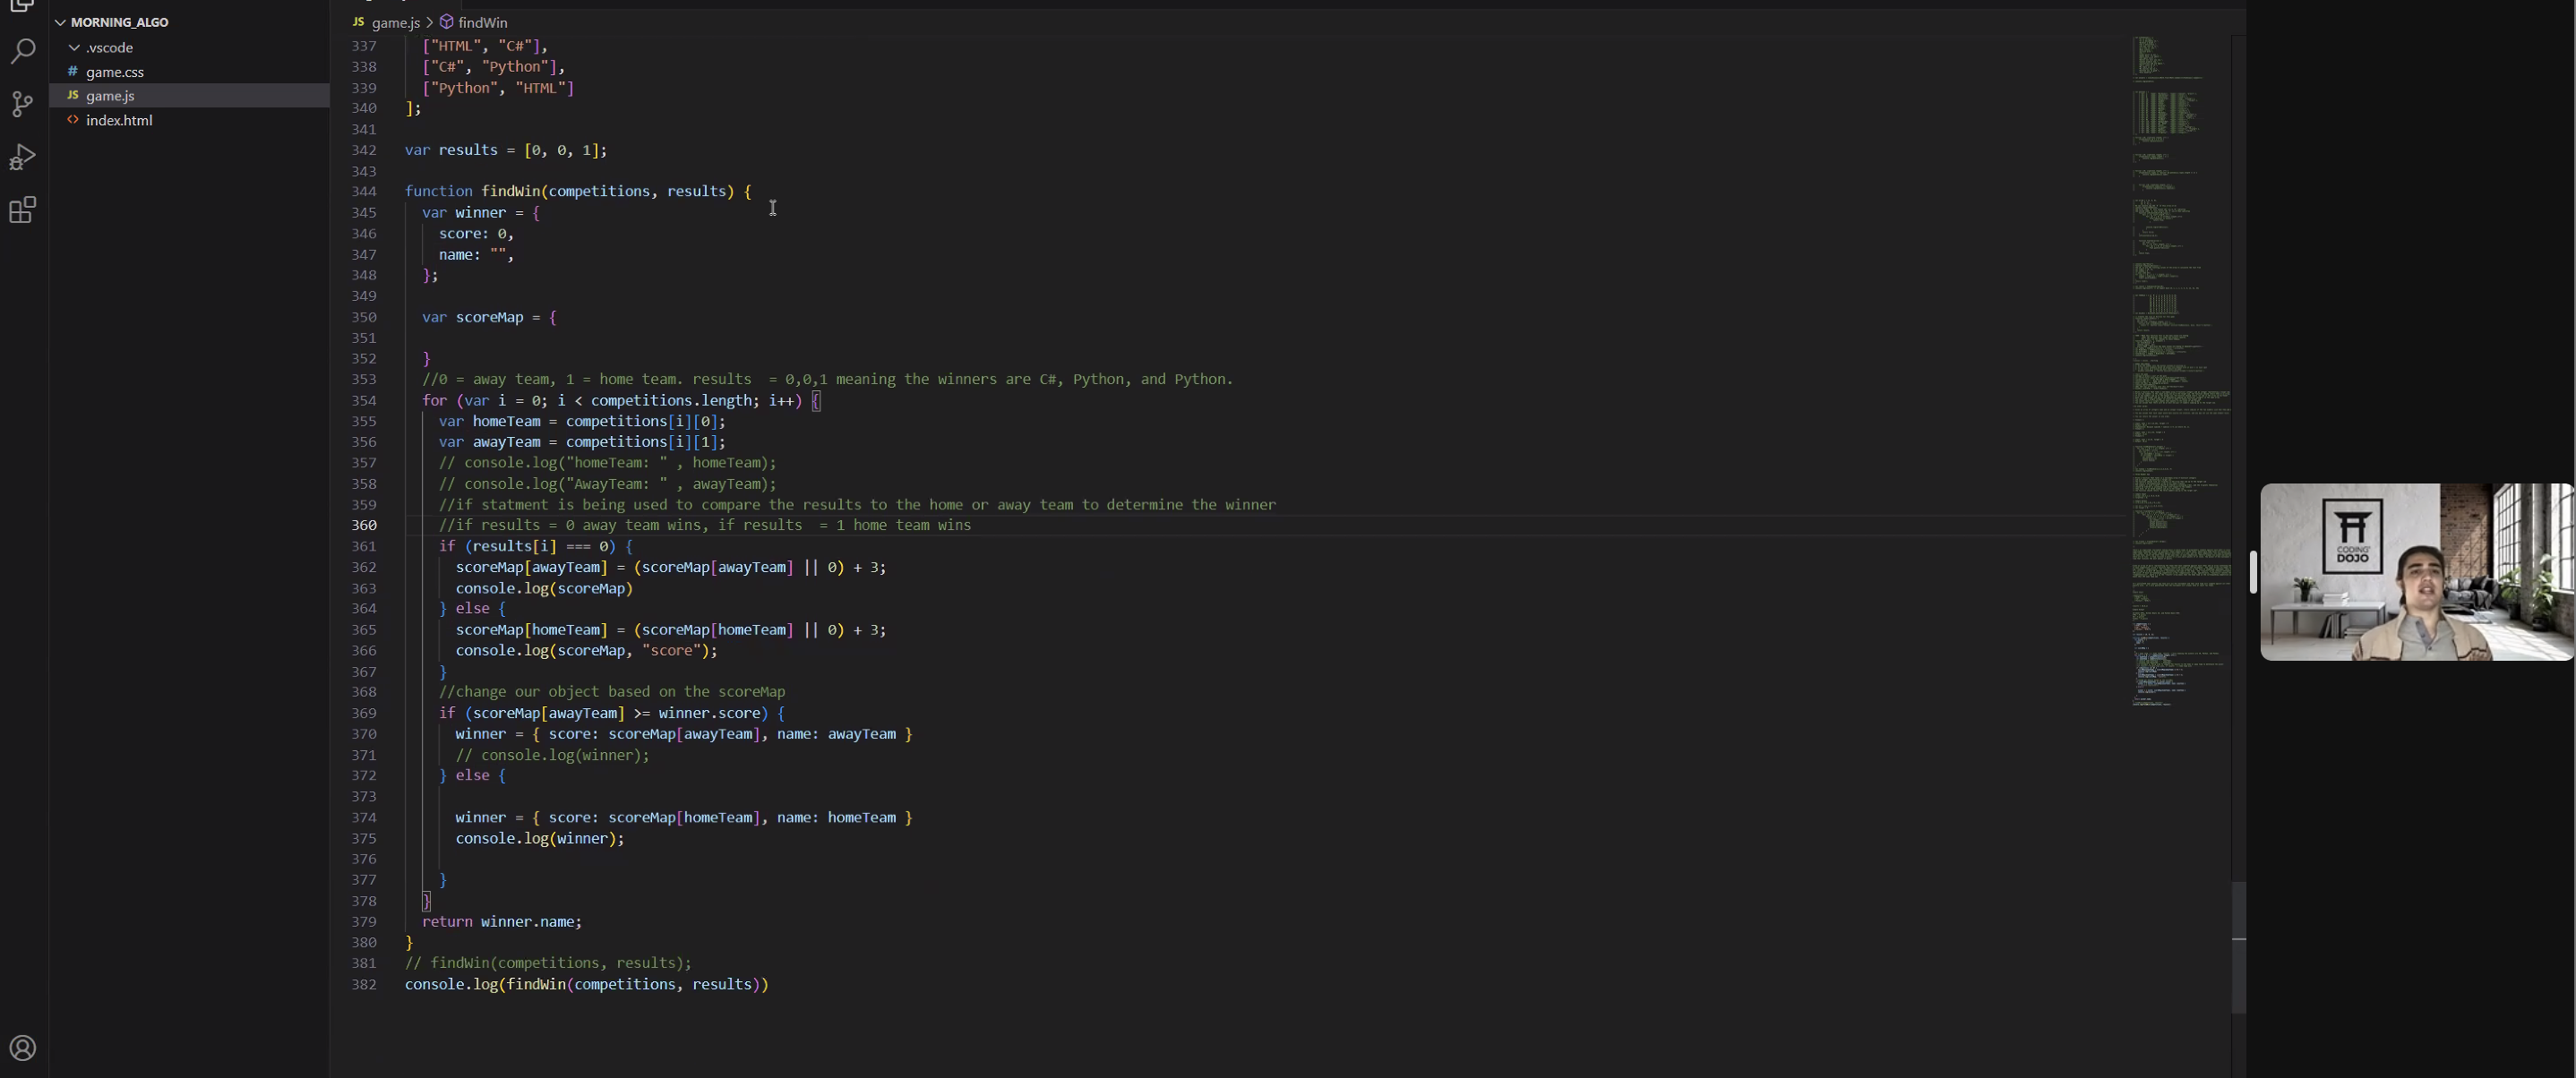 MORNING_ALGO
.vscode
# game.css
JS game.js
<> index.html
JS game.js > findWin
337 ["HTML", "C#"],
338 ["C#", "Python"],
339 ["Python", "HTML"]
340 ];
341
342 var results = [0, 0, 1];
343
344 function findWin(competitions, results) {
345 var winner = {
346 score: 0,
347 name: "",
348 };
349
350 var scoreMap = {
351
352 }
353 //0 = away team, 1 = home team. results  = 0,0,1 meaning the winners are C#, Python, and Python.
354 for (var i = 0; i < competitions.length; i++) {
355 var homeTeam = competitions[i][0];
356 var awayTeam = competitions[i][1];
357 // console.log("homeTeam: " , homeTeam);
358 // console.log("AwayTeam: " , awayTeam);
359 //if statment is being used to compare the results to the home or away team to determine the winner
360 //if results = 0 away team wins, if results  = 1 home team wins
361 if (results[i] === 0) {
362 scoreMap[awayTeam] = (scoreMap[awayTeam] || 0) + 3;
363 console.log(scoreMap)
364 } else {
365 scoreMap[homeTeam] = (scoreMap[homeTeam] || 0) + 3;
366 console.log(scoreMap, "score");
367 }
368 //change our object based on the scoreMap
369 if (scoreMap[awayTeam] >= winner.score) {
370 winner = { score: scoreMap[awayTeam], name: awayTeam }
371 // console.log(winner);
372 } else {
373
374 winner = { score: scoreMap[homeTeam], name: homeTeam }
375 console.log(winner);
376
377 }
378 }
379 return winner.name;
380 }
381 // findWin(competitions, results);
382 console.log(findWin(competitions, results))
CODING
DOJO